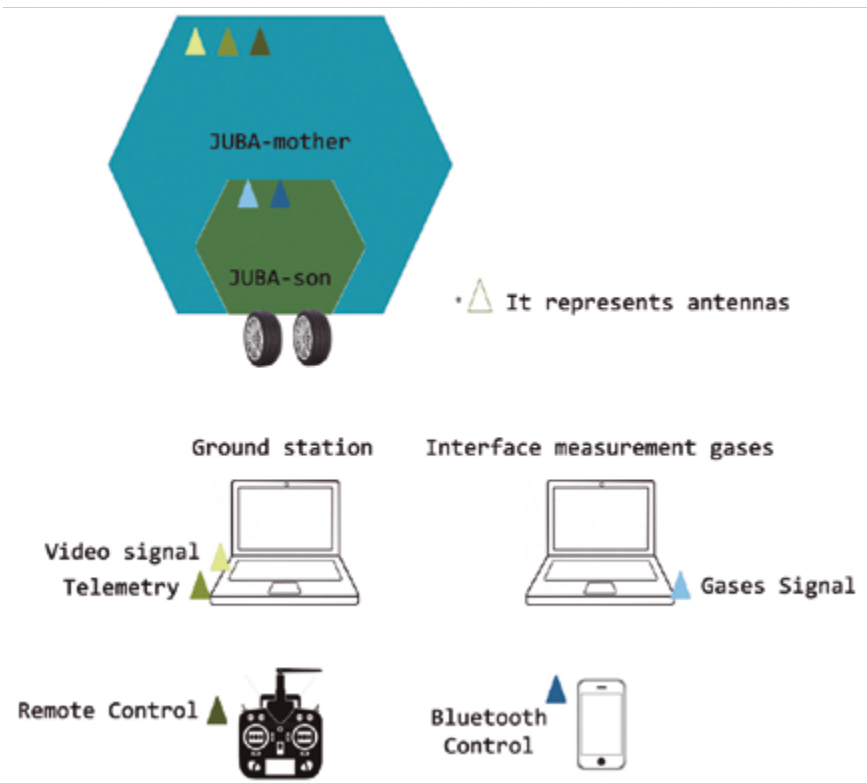 JUBA-mother
JUBA-son
* It represents antennas
Ground station
Interface measurement gases
Video signal
Telemetry
Gases Signal
Remote Control
Bluetooth
Control